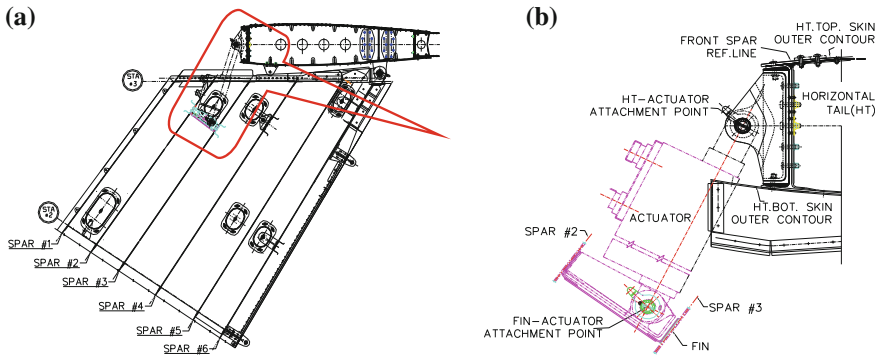 (a)
STA
#3
STA
#2
SPAR #1
SPAR #2
SPAR #3
SPAR #4
SPAR #5
SPAR #6
(b)
HT.TOP. SKIN
OUTER CONTOUR
FRONT SPAR
REF.LINE
HT-ACTUATOR
ATTACHMENT POINT
HORIZONTAL
TAIL(HT)
ACTUATOR
HT.BOT. SKIN
OUTER CONTOUR
SPAR #2
SPAR #3
FIN-ACTUATOR
ATTACHMENT POINT
FIN